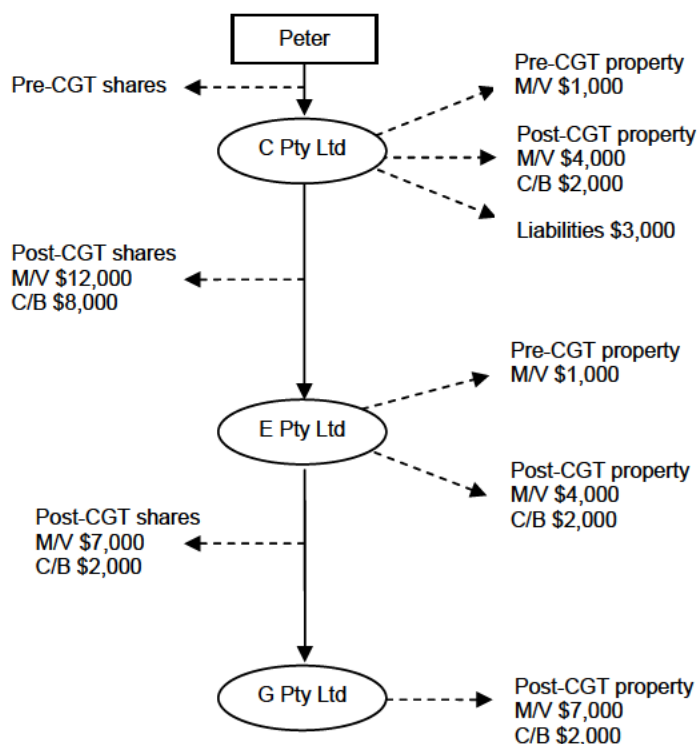 Peter
Pre-CGT shares
Pre-CGT property
M/V $1,000
C Pty Ltd
Post-CGT property
M/V $4,000
C/B $2,000
Liabilities $3,000
Post-CGT shares
M/V $12,000
C/B $8,000
Pre-CGT property
M/V $1,000
E Pty Ltd
Post-CGT property
M/V $4,000
C/B $2,000
Post-CGT shares
M/V $7,000
C/B $2,000
G Pty Ltd
Post-CGT property
M/V $7,000
C/B $2,000